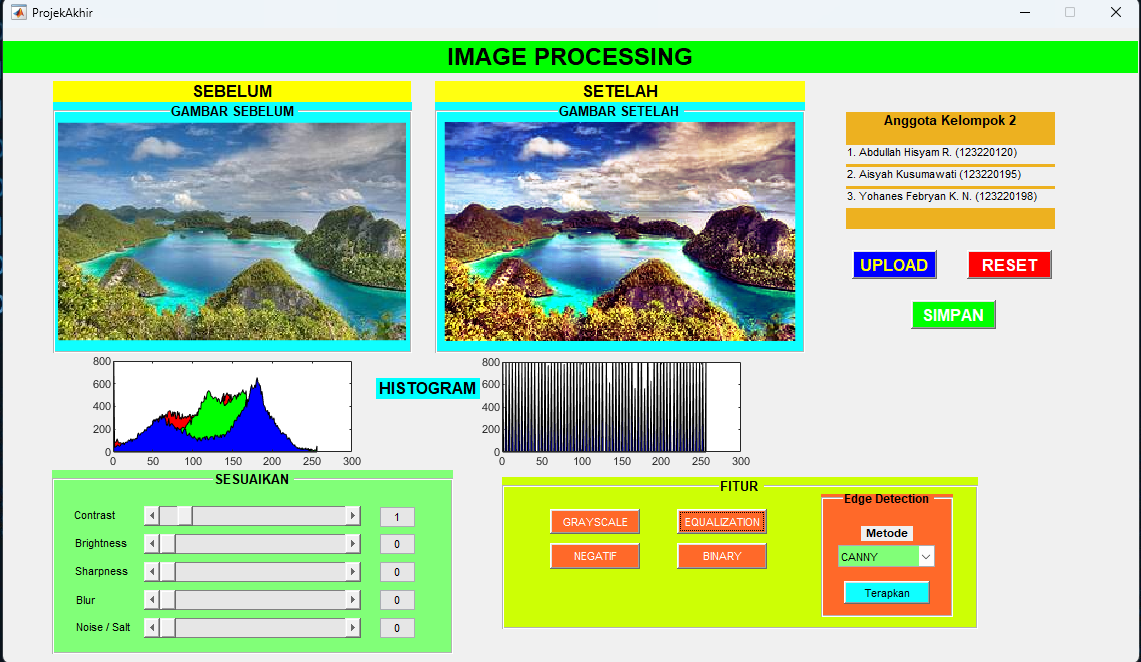 ProjekAkhir
IMAGE PROCESSING
SEBELUM
GAMBAR SEBELUM
SETELAH
GAMBAR SETELAH
Anggota Kelompok 2
1. Abdullah Hisyam R. (123220120)
2. Aisyah Kusumawati (123220195)
3. Yohanes Febryan K. N. (123220198)
UPLOAD
RESET
SIMPAN
800
600
400
200
0
0 50 100 150 200 250 300
HISTOGRAM
800
600
400
200
0
0 50 100 150 200 250 300
SESUAIKAN
Contrast 1
Brightness 0
Sharpness 0
Blur 0
Noise / Salt 0
FITUR
GRAYSCALE EQUALIZATION
NEGATIF BINARY
Edge Detection
Metode
CANNY
Terapkan